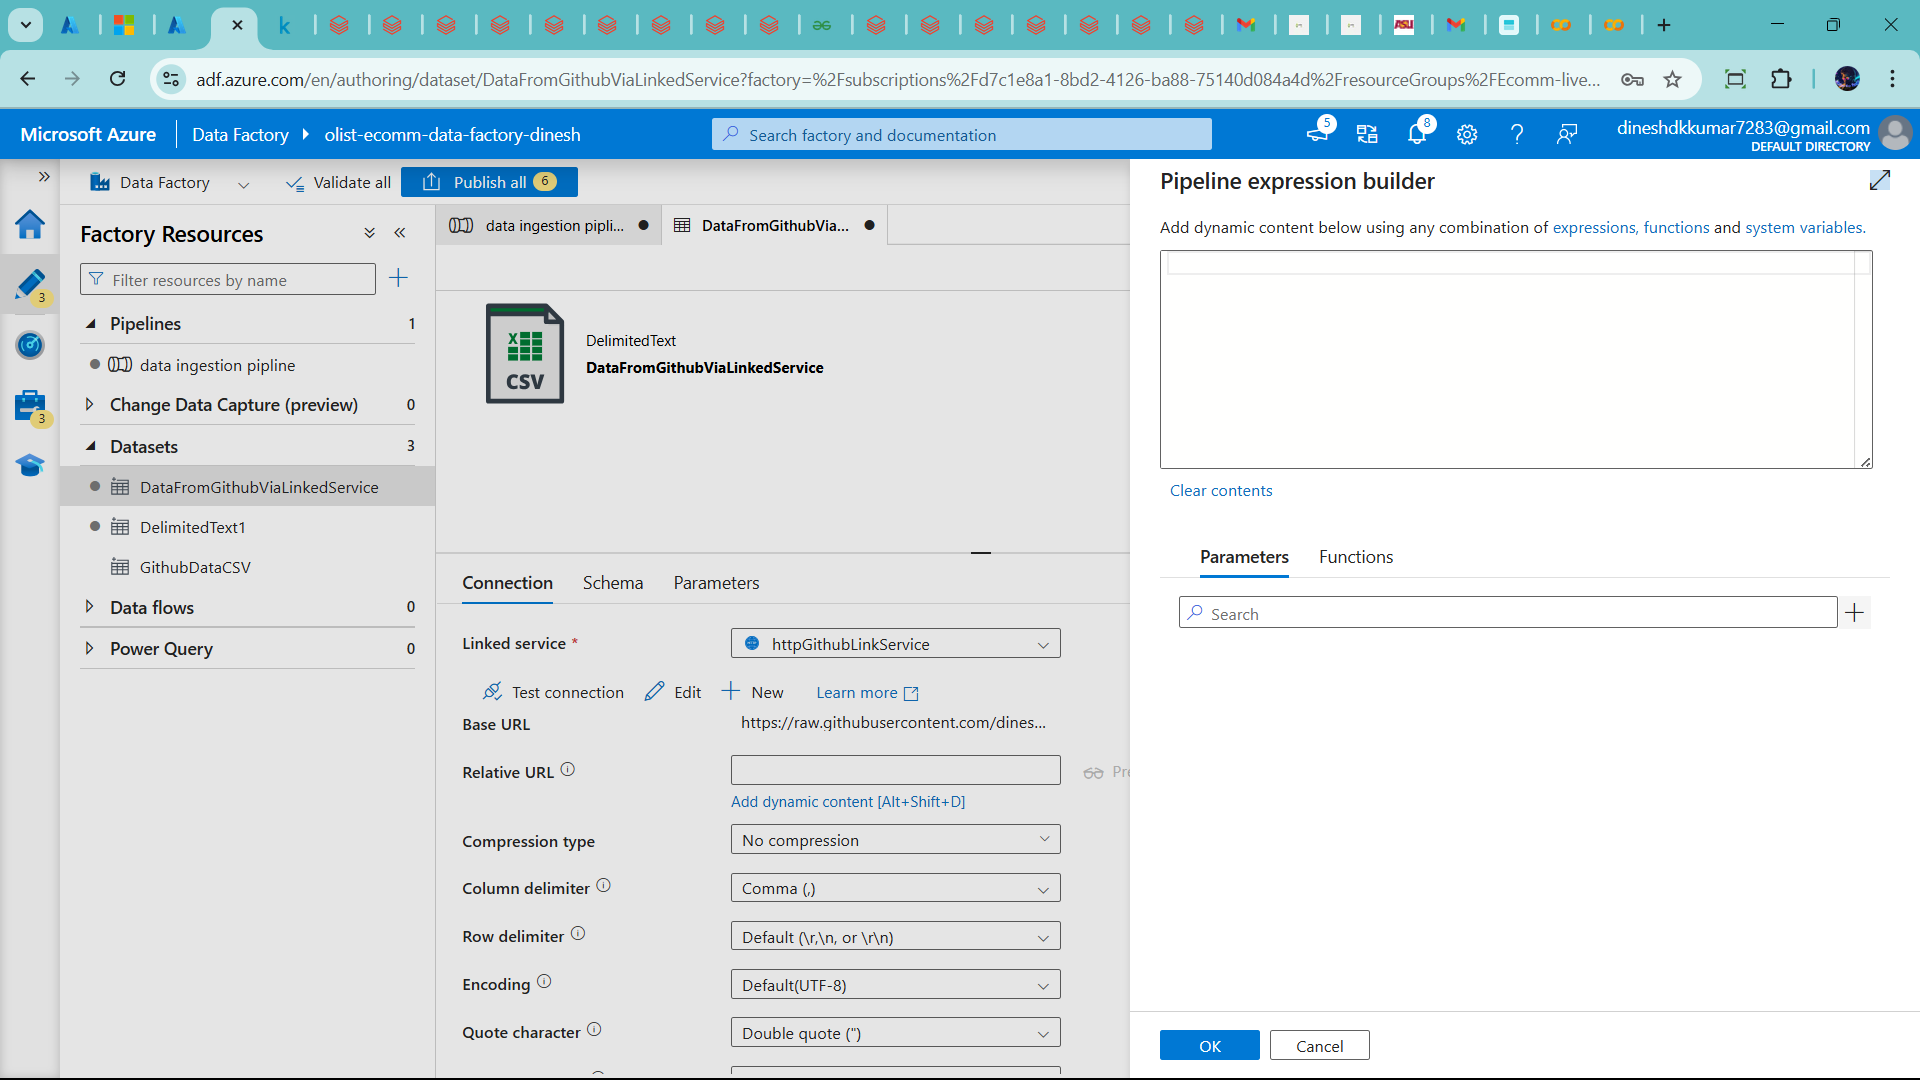 adf.azure.com/en/authoring/dataset/DataFromGithubViaLinkedService?factory=%2Fsubscriptions%2Fd7c1e8a1-8bd2-4126-ba88-75140d084a4d%2FresourceGroups%2FEcomm-live...
Microsoft Azure
Data Factory
olist-ecomm-data-factory-dinesh
Search factory and documentation
5
8
dineshdkkumar7283@gmail.com
DEFAULT DIRECTORY
Data Factory
Validate all
Publish all 6
Factory Resources
Filter resources by name
3
3
Pipelines 1
data ingestion pipline
Change Data Capture (preview) 0
Datasets 3
DataFromGithubViaLinkedService
DelimitedText1
GithubDataCSV
Data flows 0
Power Query 0
data ingestion pipli...
DataFromGithubVia...
CSV
DelimitedText
DataFromGithubViaLinkedService
Connection Schema Parameters
Linked service * httpGithubLinkService
Test connection Edit New Learn more
Base URL https://raw.githubusercontent.com/dines...
Relative URL Pre
Add dynamic content [Alt+Shift+D]
Compression type No compression
Column delimiter Comma (,)
Row delimiter Default (\r,\n, or \r\n)
Encoding Default(UTF-8)
Quote character Double quote (")
Pipeline expression builder
Add dynamic content below using any combination of expressions, functions and system variables.
Clear contents
Parameters Functions
Search
OK Cancel